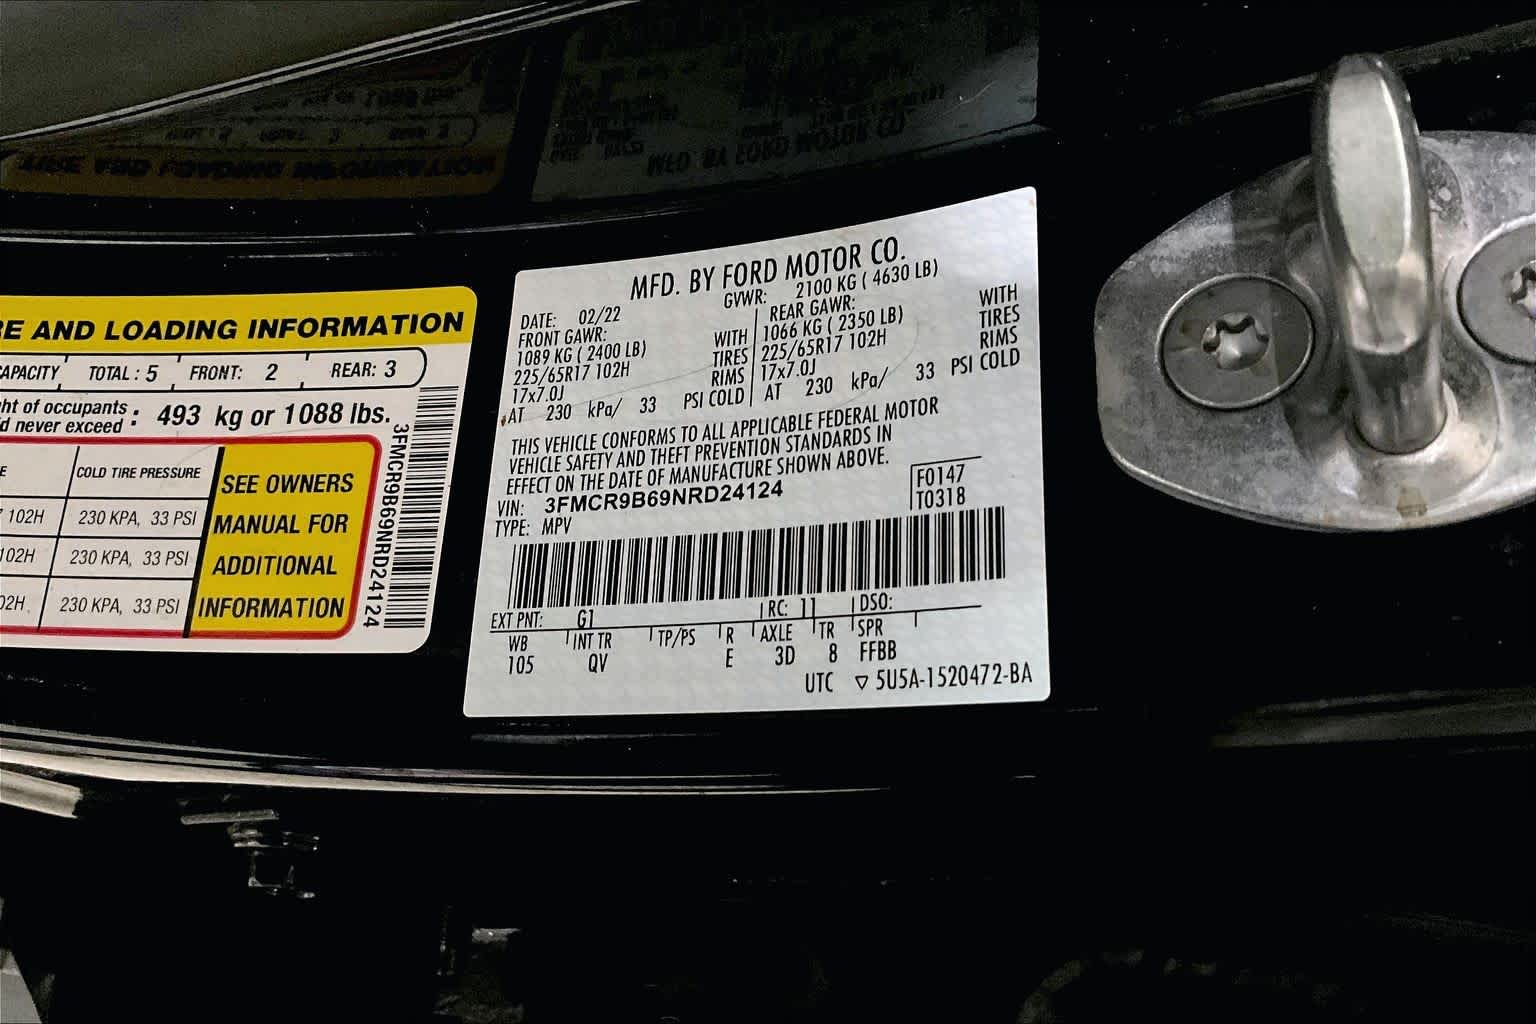 RE AND LOADING INFORMATION
CAPACITY TOTAL : 5 FRONT: 2 REAR: 3
ght of occupants
d never exceed : 493 kg or 1088 lbs.
E COLD TIRE PRESSURE
102H 230 KPA, 33 PSI
102H 230 KPA, 33 PSI
02H 230 KPA, 33 PSI
SEE OWNERS
MANUAL FOR
ADDITIONAL
INFORMATION
3FMCR9B69NRD24124
MFD. BY FORD MOTOR CO.
DATE: 02/22 GVWR: 2100 KG ( 4630 LB)
FRONT GAWR: REAR GAWR:
1089 KG ( 2400 LB) WITH 1066 KG ( 2350 LB) WITH
225/65R17 102H TIRES 225/65R17 102H TIRES
17x7.0J RIMS 17x7.0J RIMS
AT 230 kPa/ 33 PSI COLD AT 230 kPa/ 33 PSI COLD
THIS VEHICLE CONFORMS TO ALL APPLICABLE FEDERAL MOTOR
VEHICLE SAFETY AND THEFT PREVENTION STANDARDS IN
EFFECT ON THE DATE OF MANUFACTURE SHOWN ABOVE.
VIN: 3FMCR9B69NRD24124
TYPE: MPV
F0147
T0318
EXT PNT: G1 RC: 11 DSO:
WB INT TR TP/PS R AXLE TR SPR
105 QV E 3D 8 FFBB
UTC ▽ 5U5A-1520472-BA